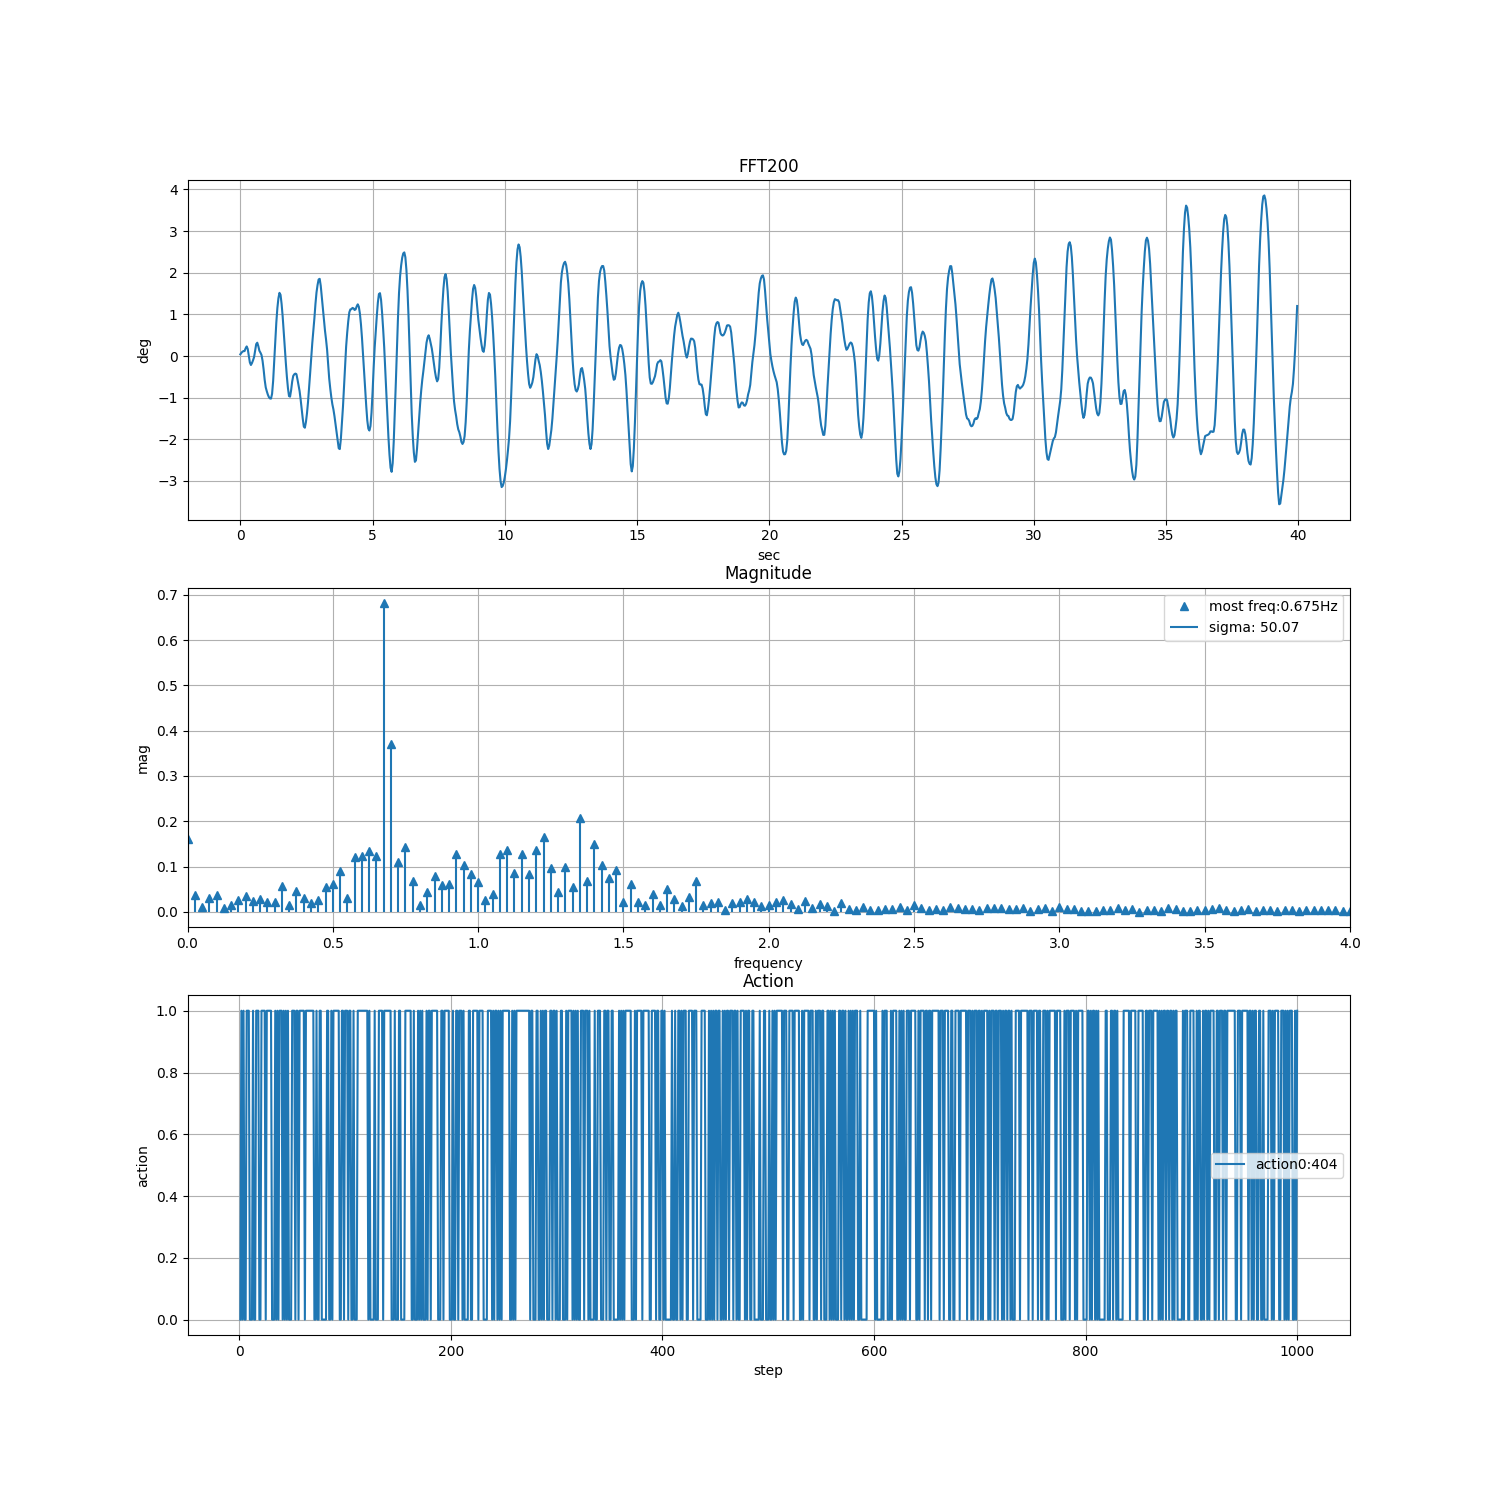 FFT200
4
3
2
1
0
−1
−2
−3
deg
0 5 10 15 20 25 30 35 40
sec
Magnitude
0.7
0.6
0.5
0.4
0.3
0.2
0.1
0.0
mag
most freq:0.675Hz
sigma: 50.07
0.0 0.5 1.0 1.5 2.0 2.5 3.0 3.5 4.0
frequency
Action
1.0
0.8
0.6
0.4
0.2
0.0
action
action0:404
0 200 400 600 800 1000
step